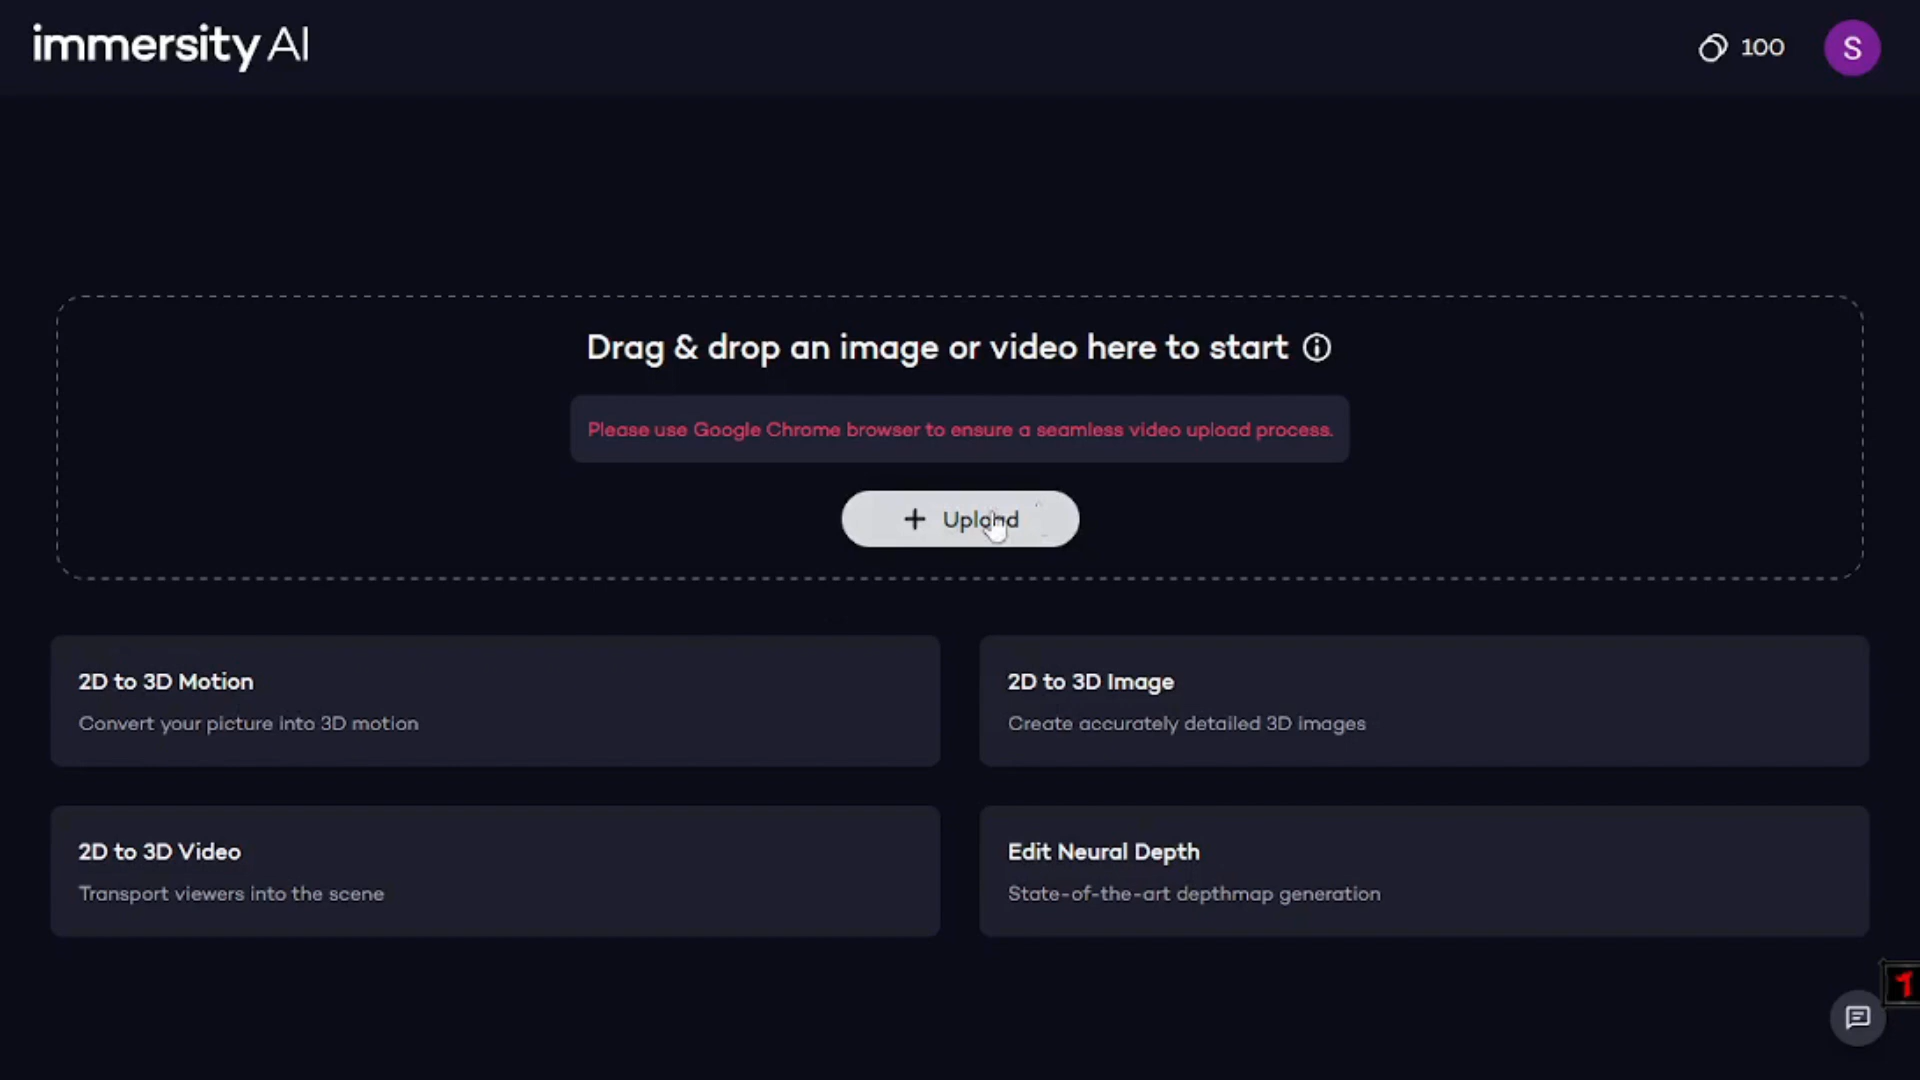 immersity AI
100
S
Drag & drop an image or video here to start
Please use Google Chrome browser to ensure a seamless video upload process.
+ Upload
2D to 3D Motion
Convert your picture into 3D motion
2D to 3D Image
Create accurately detailed 3D images
2D to 3D Video
Transport viewers into the scene
Edit Neural Depth
State-of-the-art depthmap generation